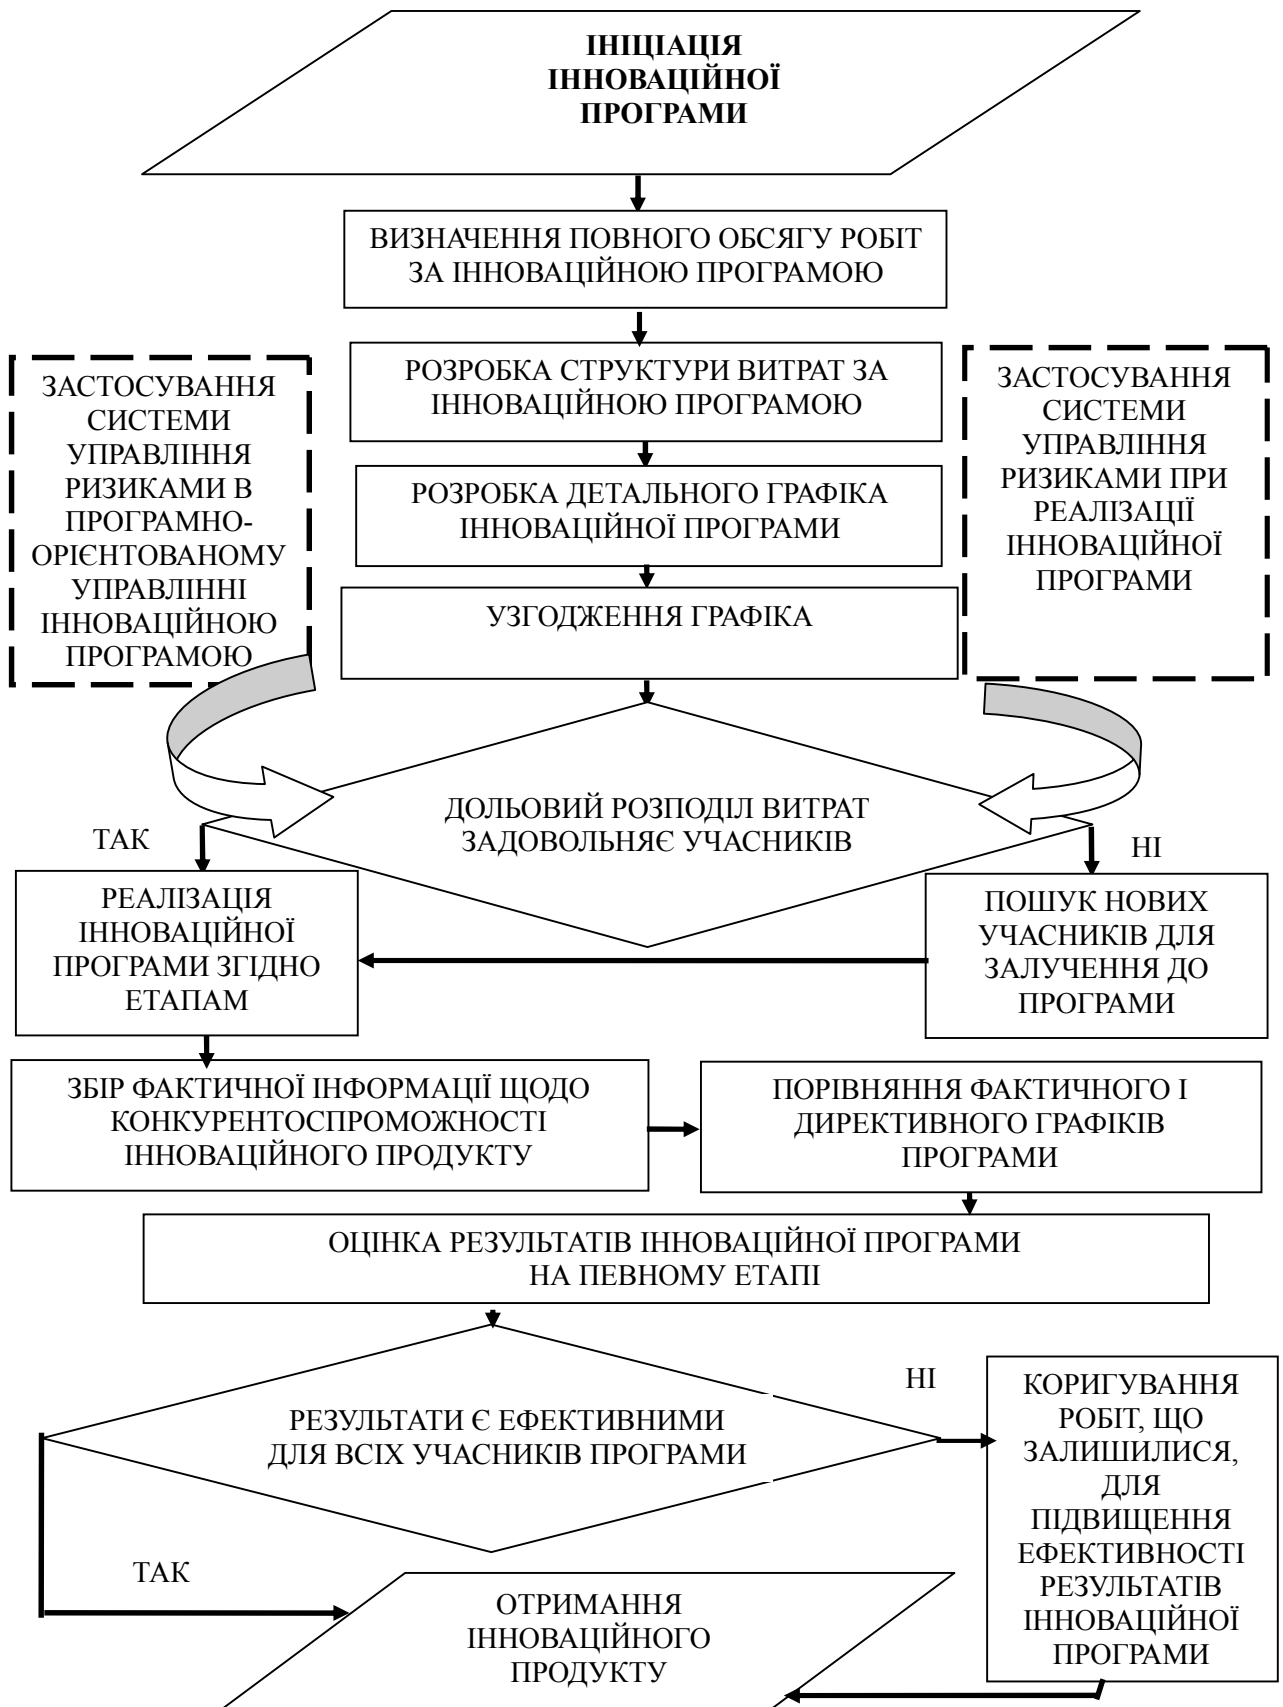 ІНІЦІАЦІЯ
ІННОВАЦІЙНОЇ
ПРОГРАМИ
ВИЗНАЧЕННЯ ПОВНОГО ОБСЯГУ РОБІТ
ЗА ІННОВАЦІЙНОЮ ПРОГРАМОЮ
РОЗРОБКА СТРУКТУРИ ВИТРАТ ЗА
ІННОВАЦІЙНОЮ ПРОГРАМОЮ
РОЗРОБКА ДЕТАЛЬНОГО ГРАФІКА
ІННОВАЦІЙНОЇ ПРОГРАМИ
УЗГОДЖЕННЯ ГРАФІКА
ЗАСТОСУВАННЯ
СИСТЕМИ
УПРАВЛІННЯ
РИЗИКАМИ В
ПРОГРАМНО-
ОРІЄНТОВАНОМУ
УПРАВЛІННІ
ІННОВАЦІЙНОЮ
ПРОГРАМОЮ
ЗАСТОСУВАННЯ
СИСТЕМИ
УПРАВЛІННЯ
РИЗИКАМИ ПРИ
РЕАЛІЗАЦІЇ
ІННОВАЦІЙНОЇ
ПРОГРАМИ
ДОЛЬОВИЙ РОЗПОДІЛ ВИТРАТ
ЗАДОВОЛЬНЯЄ УЧАСНИКІВ
ТАК
НІ
РЕАЛІЗАЦІЯ
ІННОВАЦІЙНОЇ
ПРОГРАМИ ЗГІДНО
ЕТАПАМ
ПОШУК НОВИХ
УЧАСНИКІВ ДЛЯ
ЗАЛУЧЕННЯ ДО
ПРОГРАМИ
ЗБІР ФАКТИЧНОЇ ІНФОРМАЦІЇ ЩОДО
КОНКУРЕНТОСПРОМОЖНОСТІ
ІННОВАЦІЙНОГО ПРОДУКТУ
ПОРІВНЯННЯ ФАКТИЧНОГО І
ДИРЕКТИВНОГО ГРАФІКІВ
ПРОГРАМИ
ОЦІНКА РЕЗУЛЬТАТІВ ІННОВАЦІЙНОЇ ПРОГРАМИ
НА ПЕВНОМУ ЕТАПІ
РЕЗУЛЬТАТИ Є ЕФЕКТИВНИМИ
ДЛЯ ВСІХ УЧАСНИКІВ ПРОГРАМИ
НІ
КОРИГУВАННЯ
РОБІТ, ЩО
ЗАЛИШИЛИСЯ,
ДЛЯ
ПІДВИЩЕННЯ
ЕФЕКТИВНОСТІ
РЕЗУЛЬТАТІВ
ІННОВАЦІЙНОЇ
ПРОГРАМИ
ТАК
ОТРИМАННЯ
ІННОВАЦІЙНОГО
ПРОДУКТУ